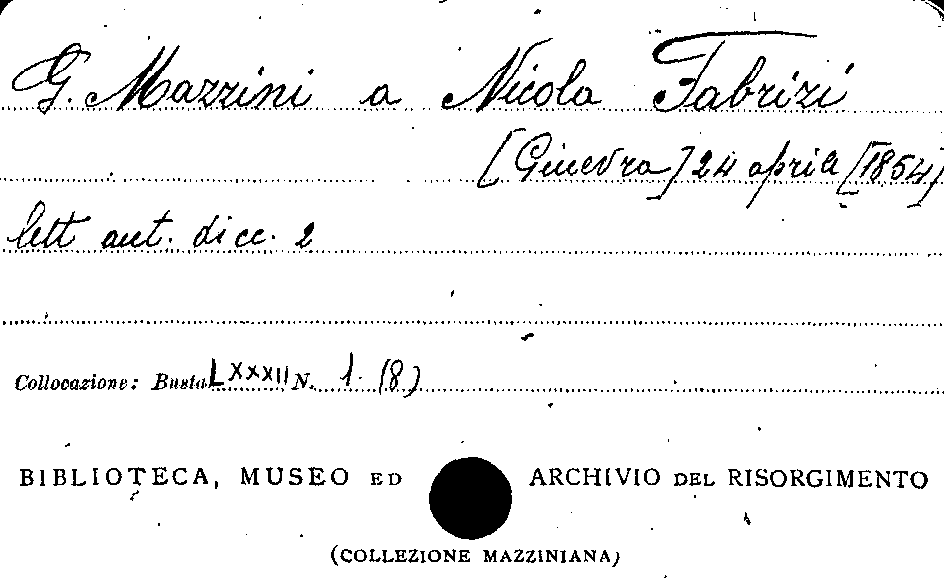 G. Mazzini a Nicola Fabrizi
[Ginevra] 24 aprile [1854]
lett aut. di cc. 2
Collocazione: Busta LXXXII N. 1 (8)
BIBLIOTECA, MUSEO ED ARCHIVIO DEL RISORGIMENTO
(COLLEZIONE MAZZINIANA)